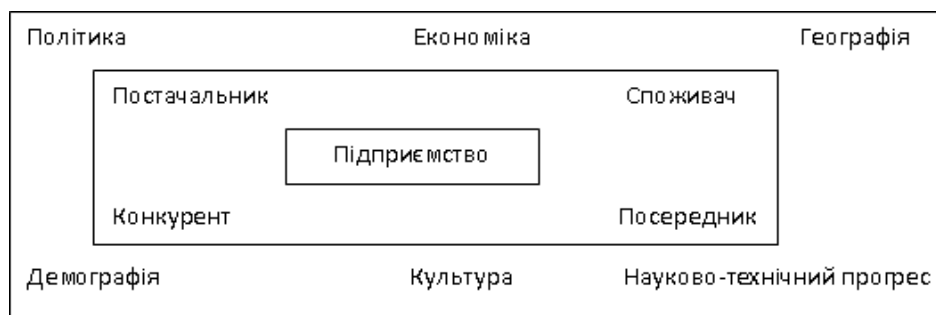 Політика Економіка Географія
Постачальник Споживач
Підприємство
Конкурент Посередник
Демографія Культура Науково-технічний прогрес